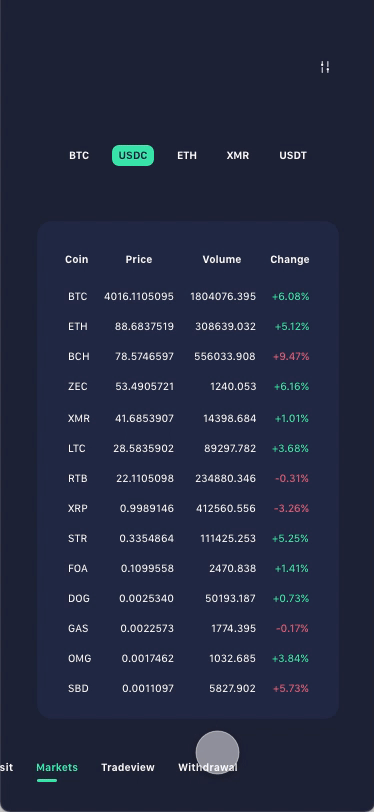 BTC USDC ETH XMR USDT
Coin Price Volume Change
BTC 4016.1105095 1804076.395 +6.08%
ETH 88.6837519 308639.032 +5.12%
BCH 78.5746597 556033.908 +9.47%
ZEC 53.4905721 1240.053 +6.16%
XMR 41.6853907 14398.684 +1.01%
LTC 28.5835902 89297.782 +3.68%
RTB 22.1105098 234880.346 -0.31%
XRP 0.9989146 412560.556 -3.26%
STR 0.3354864 111425.253 +5.25%
FOA 0.1099558 2470.838 +1.41%
DOG 0.0025340 50193.187 +0.73%
GAS 0.0022573 1774.395 -0.17%
OMG 0.0017462 1032.685 +3.84%
SBD 0.0011097 5827.902 +5.73%
sit Markets Tradeview Withdrawal